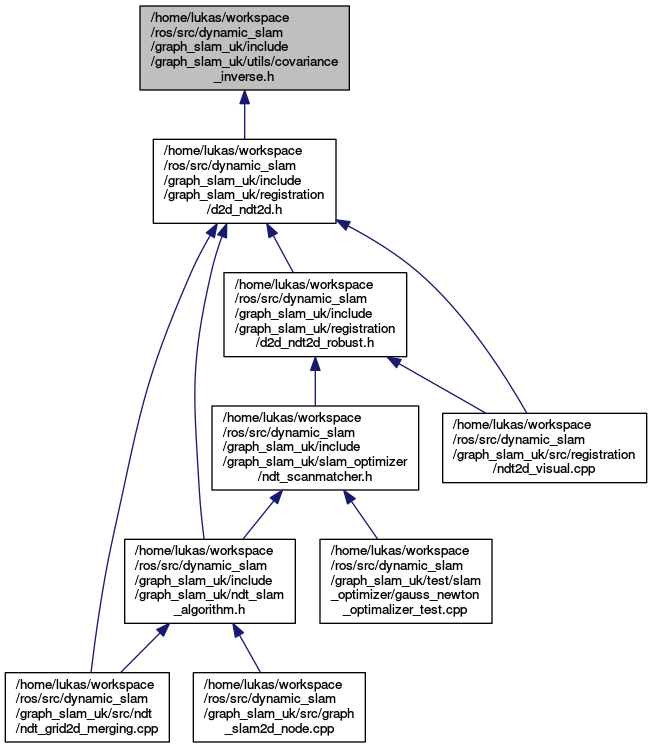 /home/lukas/workspace
/ros/src/dynamic_slam
/graph_slam_uk/include
/graph_slam_uk/utils/covariance
_inverse.h
/home/lukas/workspace
/ros/src/dynamic_slam
/graph_slam_uk/include
/graph_slam_uk/registration
/d2d_ndt2d.h
/home/lukas/workspace
/ros/src/dynamic_slam
/graph_slam_uk/include
/graph_slam_uk/registration
/d2d_ndt2d_robust.h
/home/lukas/workspace
/ros/src/dynamic_slam
/graph_slam_uk/include
/graph_slam_uk/slam_optimizer
/ndt_scanmatcher.h
/home/lukas/workspace
/ros/src/dynamic_slam
/graph_slam_uk/src/registration
/ndt2d_visual.cpp
/home/lukas/workspace
/ros/src/dynamic_slam
/graph_slam_uk/include
/graph_slam_uk/ndt_slam
_algorithm.h
/home/lukas/workspace
/ros/src/dynamic_slam
/graph_slam_uk/test/slam
_optimizer/gauss_newton
_optimalizer_test.cpp
/home/lukas/workspace
/ros/src/dynamic_slam
/graph_slam_uk/src/ndt
/ndt_grid2d_merging.cpp
/home/lukas/workspace
/ros/src/dynamic_slam
/graph_slam_uk/src/graph
_slam2d_node.cpp